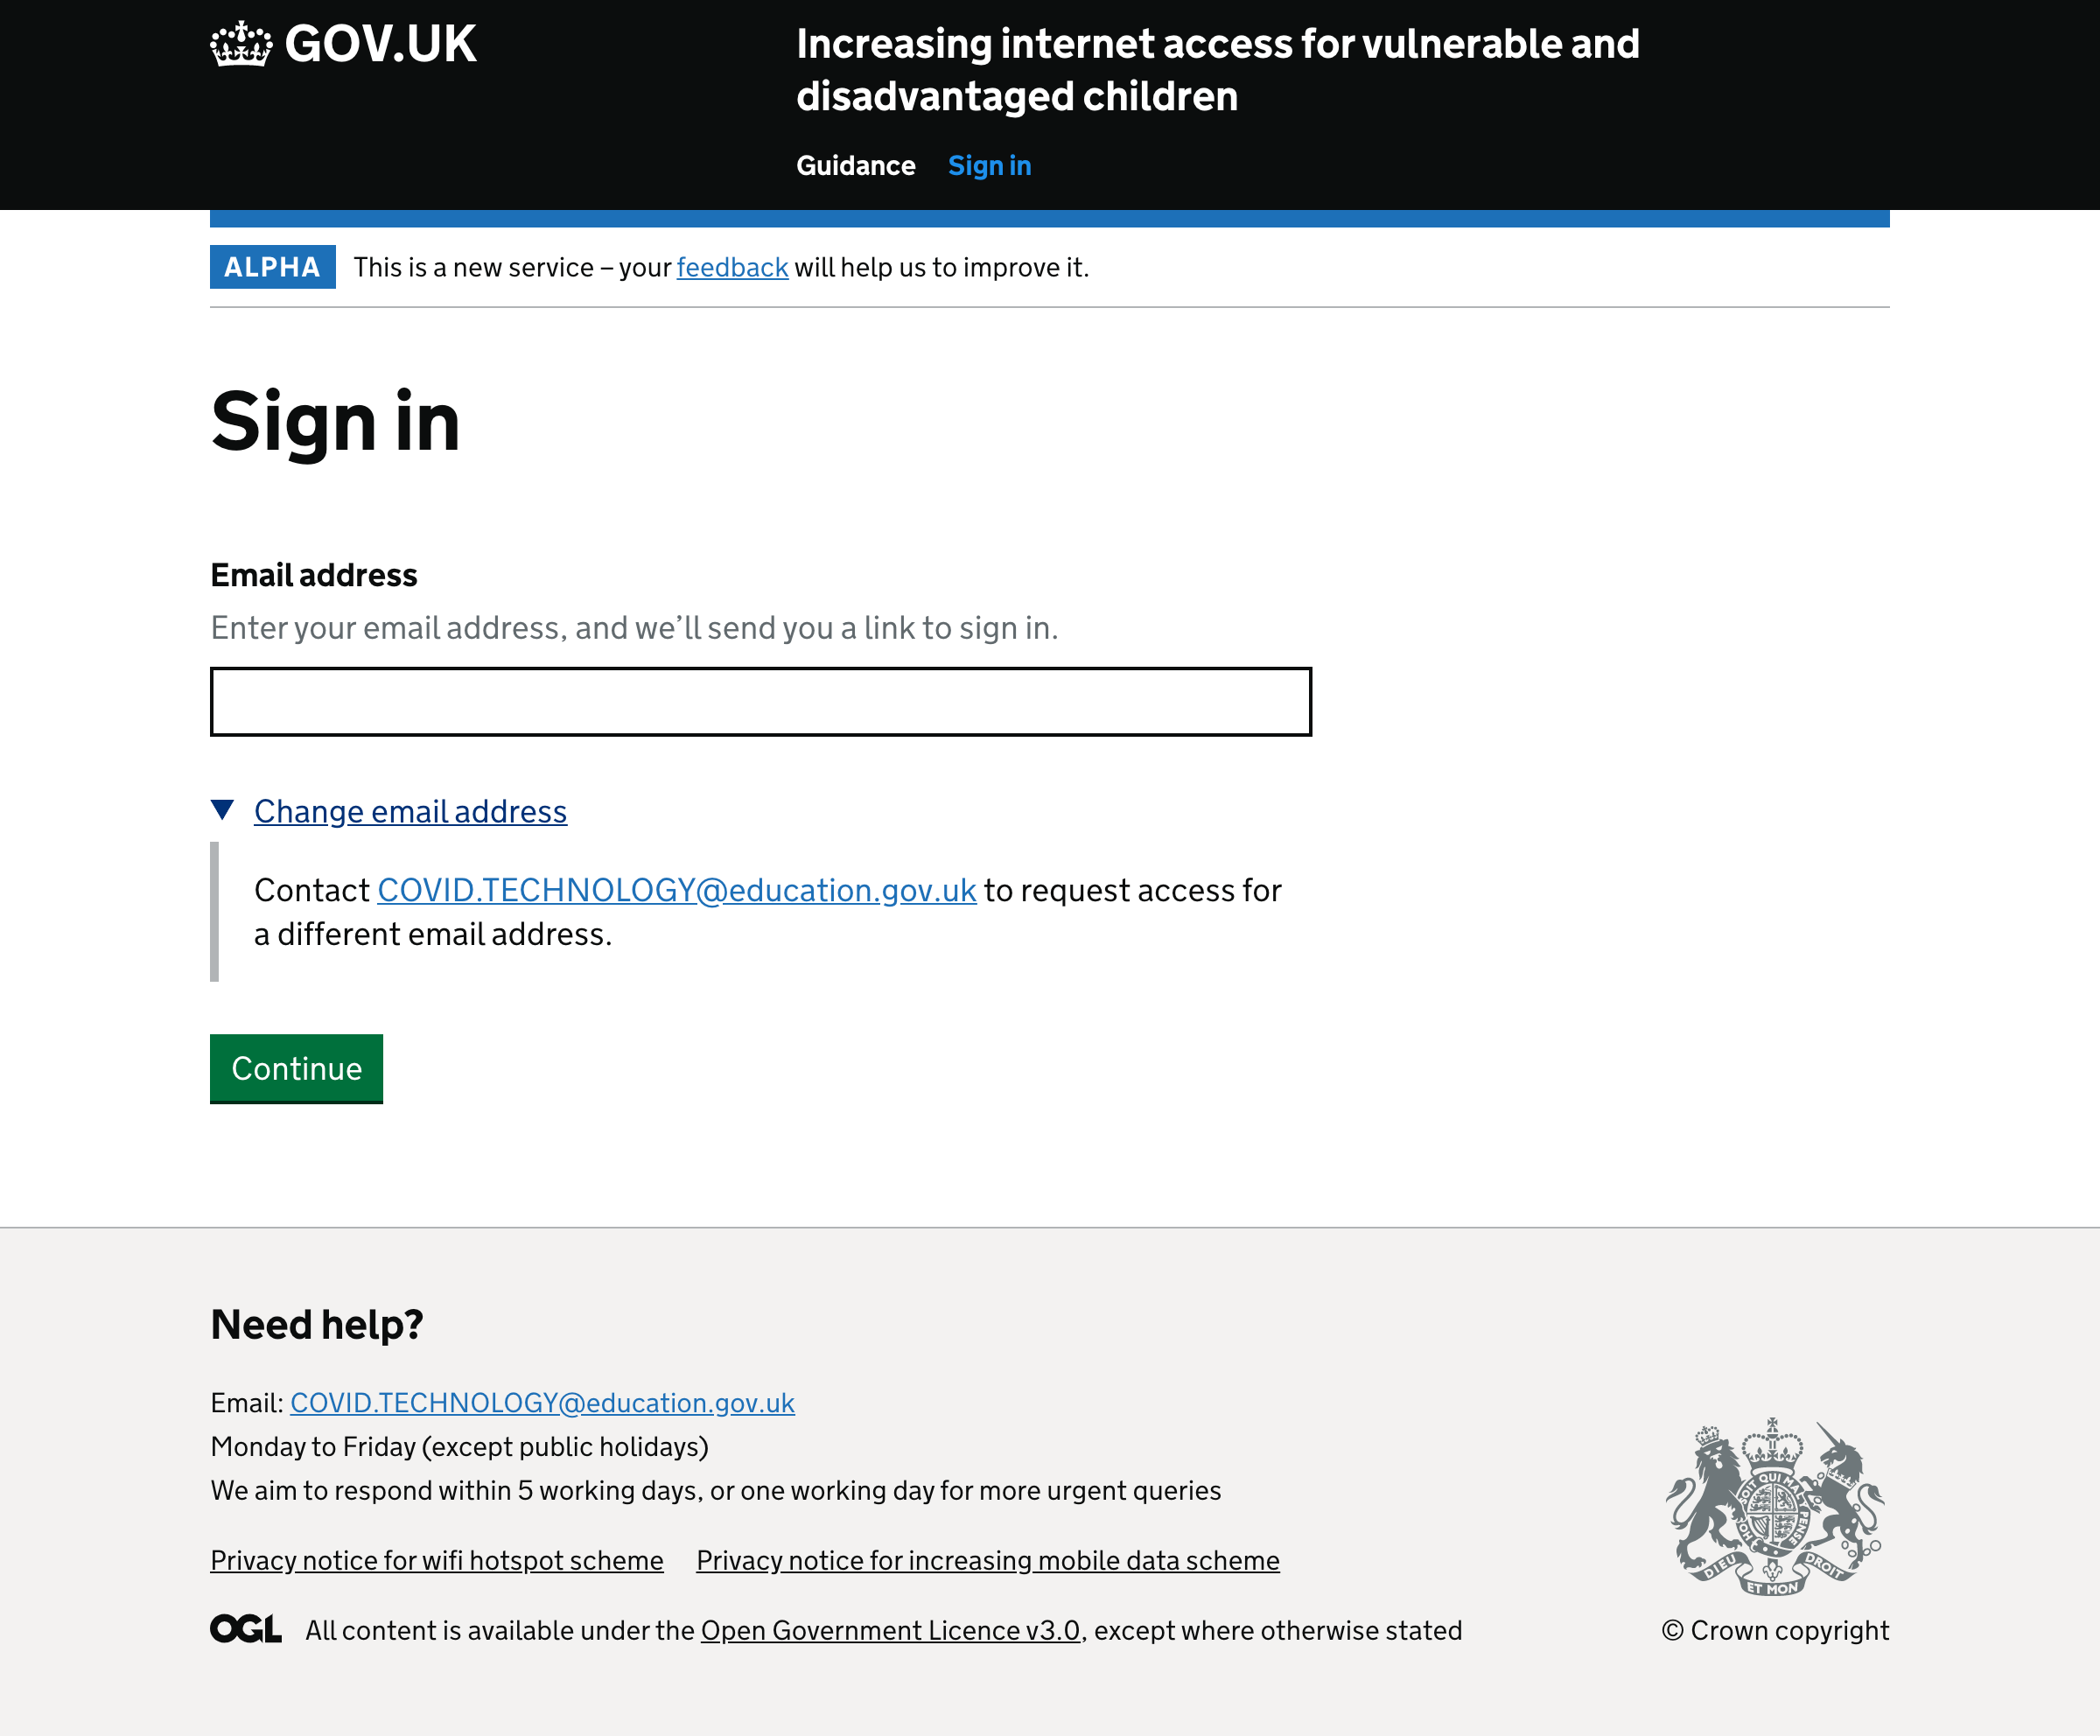 GOV.UK
Increasing internet access for vulnerable and
disadvantaged children
Guidance Sign in
ALPHA This is a new service – your feedback will help us to improve it.
Sign in
Email address
Enter your email address, and we’ll send you a link to sign in.
Change email address
Contact COVID.TECHNOLOGY@education.gov.uk to request access for
a different email address.
Continue
Need help?
Email: COVID.TECHNOLOGY@education.gov.uk
Monday to Friday (except public holidays)
We aim to respond within 5 working days, or one working day for more urgent queries
Privacy notice for wifi hotspot scheme Privacy notice for increasing mobile data scheme
OGL All content is available under the Open Government Licence v3.0, except where otherwise stated
SOIT QUI MAL Y PENSE
DIEU ET MON DROIT
© Crown copyright